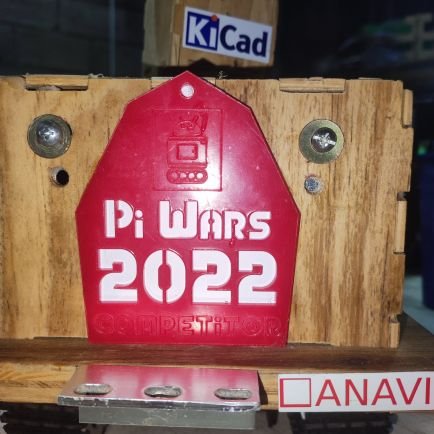 KiCad
Pi WARS
2022
COMPETiTOR
ANAVI